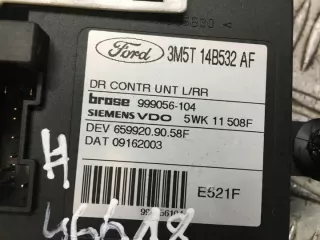 Ford 3M5T 14B532 AF
DR CONTR UNT L/RR
brose 999056-104
SIEMENS VDO 5WK 11 508F
DEV 659920.90.58F
DAT 09162003
E521F
H